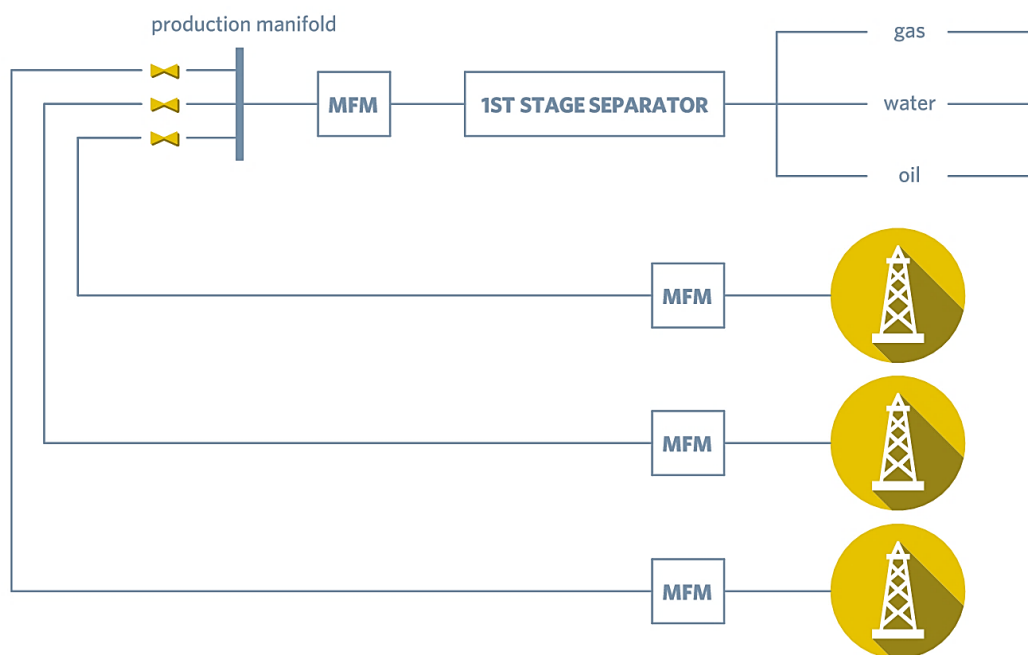 production manifold
gas
MFM
1ST STAGE SEPARATOR
water
oil
MFM
MFM
MFM